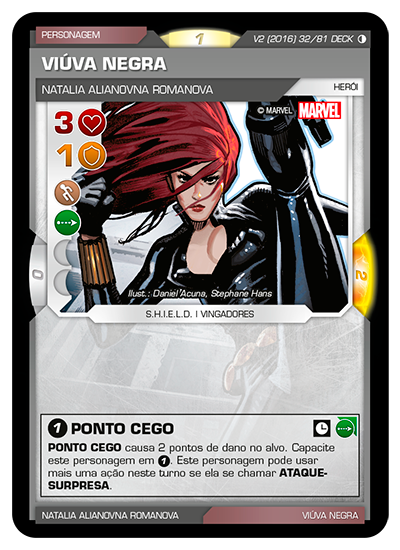 PERSONAGEM
1
V2 (2016) 32/81 DECK
VIÚVA NEGRA
NATALIA ALIANOVNA ROMANOVA
HERÓI
3
© MARVEL MARVEL
1
0
2
Ilust.: Daniel Acuna, Stephane Hans
S.H.I.E.L.D. | VINGADORES
1 PONTO CEGO
PONTO CEGO causa 2 pontos de dano no alvo. Capacite
este personagem em 1. Este personagem pode usar
mais uma ação neste turno se ela se chamar ATAQUE-
SURPRESA.
NATALIA ALIANOVNA ROMANOVA
VIÚVA NEGRA